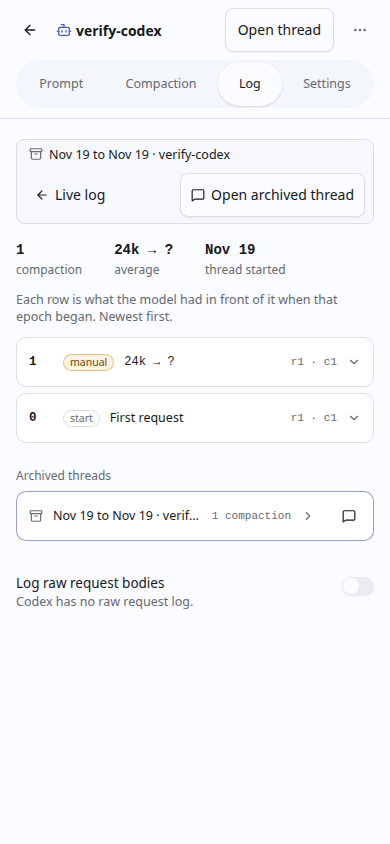 verify-codex
Open thread
Prompt
Compaction
Log
Settings
Nov 19 to Nov 19 · verify-codex
Live log
Open archived thread
1
24k → ?
Nov 19
compaction
average
thread started
Each row is what the model had in front of it when that
epoch began. Newest first.
1 manual 24k → ? r1 · c1
0 start First request r1 · c1
Archived threads
Nov 19 to Nov 19 · verif... 1 compaction
Log raw request bodies
Codex has no raw request log.